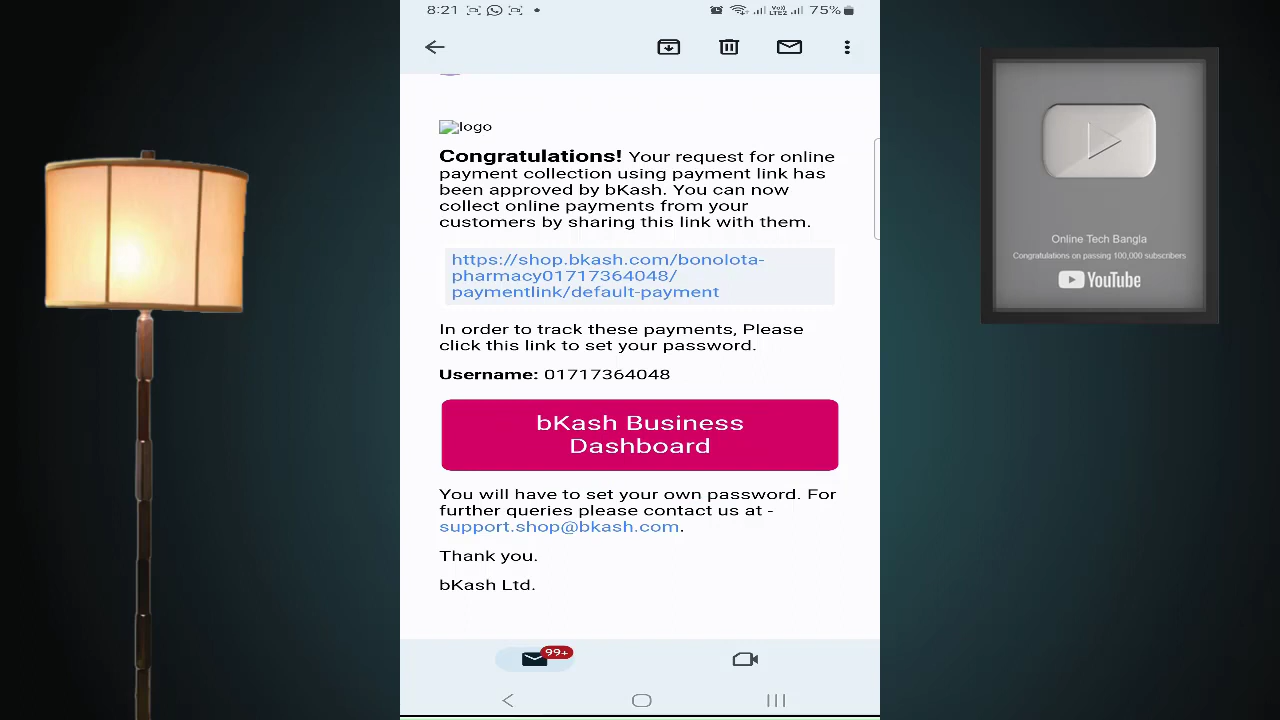 8:21
LTE2 75%
logo
Congratulations! Your request for online
payment collection using payment link has
been approved by bKash. You can now
collect online payments from your
customers by sharing this link with them.
https://shop.bkash.com/bonolota-
pharmacy01717364048/
paymentlink/default-payment
In order to track these payments, Please
click this link to set your password.
Username: 01717364048
bKash Business
Dashboard
You will have to set your own password. For
further queries please contact us at -
support.shop@bkash.com.
Thank you.
bKash Ltd.
99+
Online Tech Bangla
Congratulations on passing 100,000 subscribers
YouTube